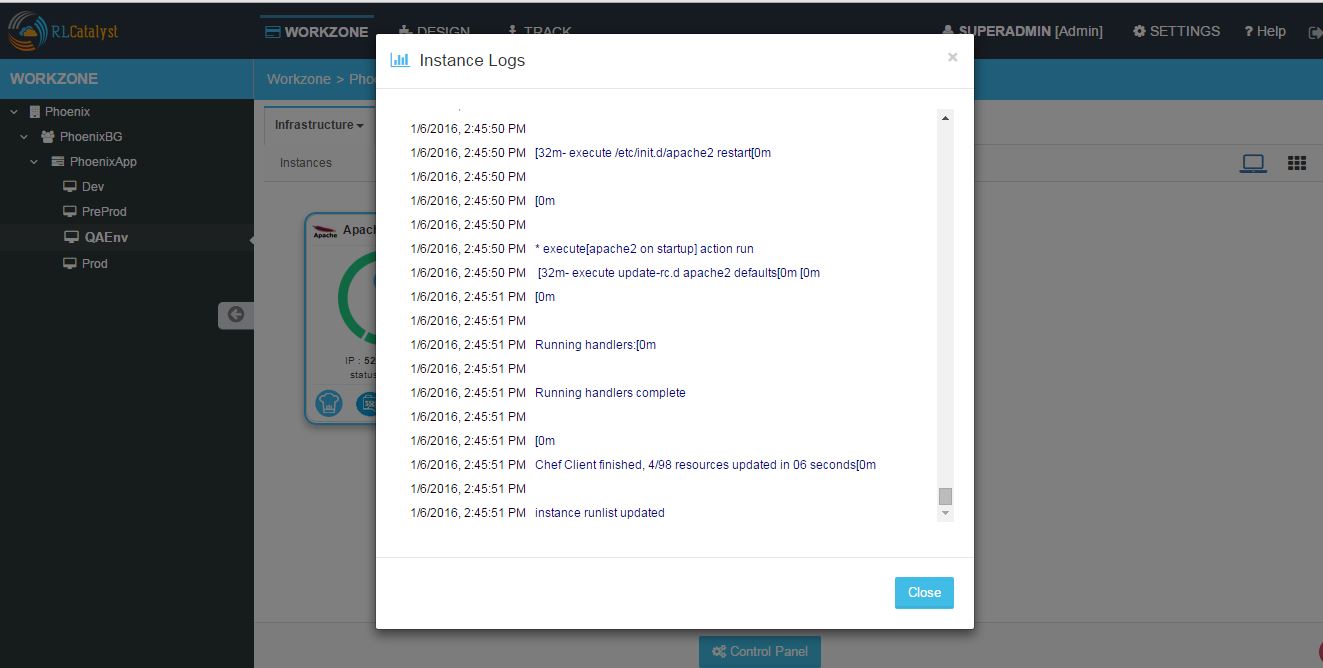 RLCatalyst
WORKZONE
DESIGN
TRACK
SUPERADMIN [Admin]
SETTINGS
? Help
WORKZONE
Workzone > Pho
Phoenix
PhoenixBG
PhoenixApp
Dev
PreProd
QAEnv
Prod
Infrastructure
Instances
Apache
IP : 52
status
Instance Logs
×
1/6/2016, 2:45:50 PM
1/6/2016, 2:45:50 PM [32m- execute /etc/init.d/apache2 restart[0m
1/6/2016, 2:45:50 PM
1/6/2016, 2:45:50 PM [0m
1/6/2016, 2:45:50 PM
1/6/2016, 2:45:50 PM * execute[apache2 on startup] action run
1/6/2016, 2:45:50 PM [32m- execute update-rc.d apache2 defaults[0m [0m
1/6/2016, 2:45:51 PM [0m
1/6/2016, 2:45:51 PM
1/6/2016, 2:45:51 PM Running handlers:[0m
1/6/2016, 2:45:51 PM
1/6/2016, 2:45:51 PM Running handlers complete
1/6/2016, 2:45:51 PM
1/6/2016, 2:45:51 PM [0m
1/6/2016, 2:45:51 PM Chef Client finished, 4/98 resources updated in 06 seconds[0m
1/6/2016, 2:45:51 PM
1/6/2016, 2:45:51 PM instance runlist updated
Close
Control Panel